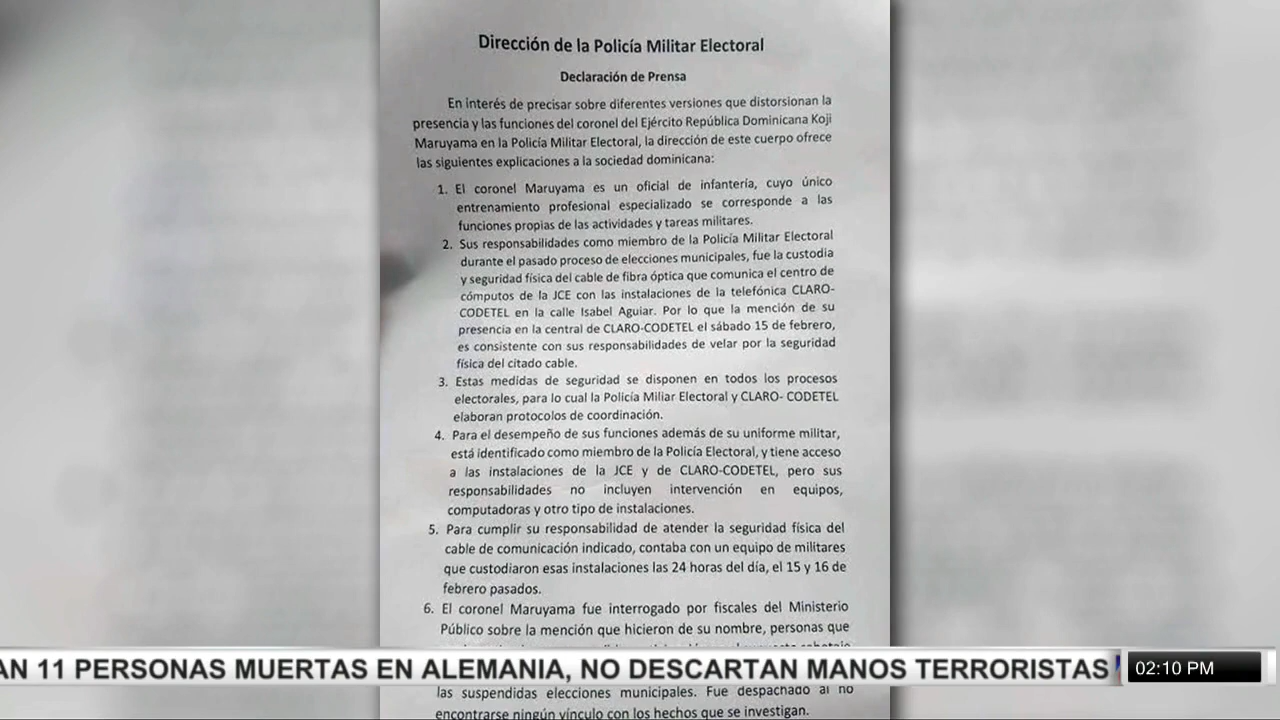 Dirección de la Policía Militar Electoral
Declaración de Prensa
En interés de precisar sobre diferentes versiones que distorsionan la
presencia y las funciones del coronel del Ejército República Dominicana Koji
Maruyama en la Policía Militar Electoral, la dirección de este cuerpo ofrece
las siguientes explicaciones a la sociedad dominicana:
1. El coronel Maruyama es un oficial de infantería, cuyo único
entrenamiento profesional especializado se corresponde a las
funciones propias de las actividades y tareas militares.
2. Sus responsabilidades como miembro de la Policía Militar Electoral
durante el pasado proceso de elecciones municipales, fue la custodia
y seguridad física del cable de fibra óptica que comunica el centro de
cómputos de la JCE con las instalaciones de la telefónica CLARO-
CODETEL en la calle Isabel Aguiar. Por lo que la mención de su
presencia en la central de CLARO-CODETEL el sábado 15 de febrero,
es consistente con sus responsabilidades de velar por la seguridad
física del citado cable.
3. Estas medidas de seguridad se disponen en todos los procesos
electorales, para lo cual la Policía Miliar Electoral y CLARO- CODETEL
elaboran protocolos de coordinación.
4. Para el desempeño de sus funciones además de su uniforme militar,
está identificado como miembro de la Policía Electoral, y tiene acceso
a las instalaciones de la JCE y de CLARO-CODETEL, pero sus
responsabilidades no incluyen intervención en equipos,
computadoras y otro tipo de instalaciones.
5. Para cumplir su responsabilidad de atender la seguridad física del
cable de comunicación indicado, contaba con un equipo de militares
que custodiaron esas instalaciones las 24 horas del día, el 15 y 16 de
febrero pasados.
6. El coronel Maruyama fue interrogado por fiscales del Ministerio
Público sobre la mención que hicieron de su nombre, personas que
AN 11 PERSONAS MUERTAS EN ALEMANIA, NO DESCARTAN MANOS TERRORISTAS
02:10 PM
las suspendidas elecciones municipales. Fue despachado al no
encontrarse ningún vínculo con los hechos que se investigan.